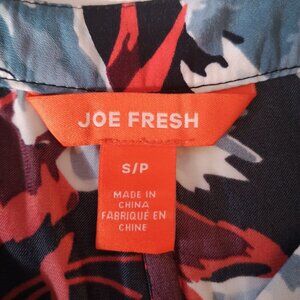 JOE FRESH
S/P
MADE IN
CHINA
FABRIQUÉ EN
CHINE